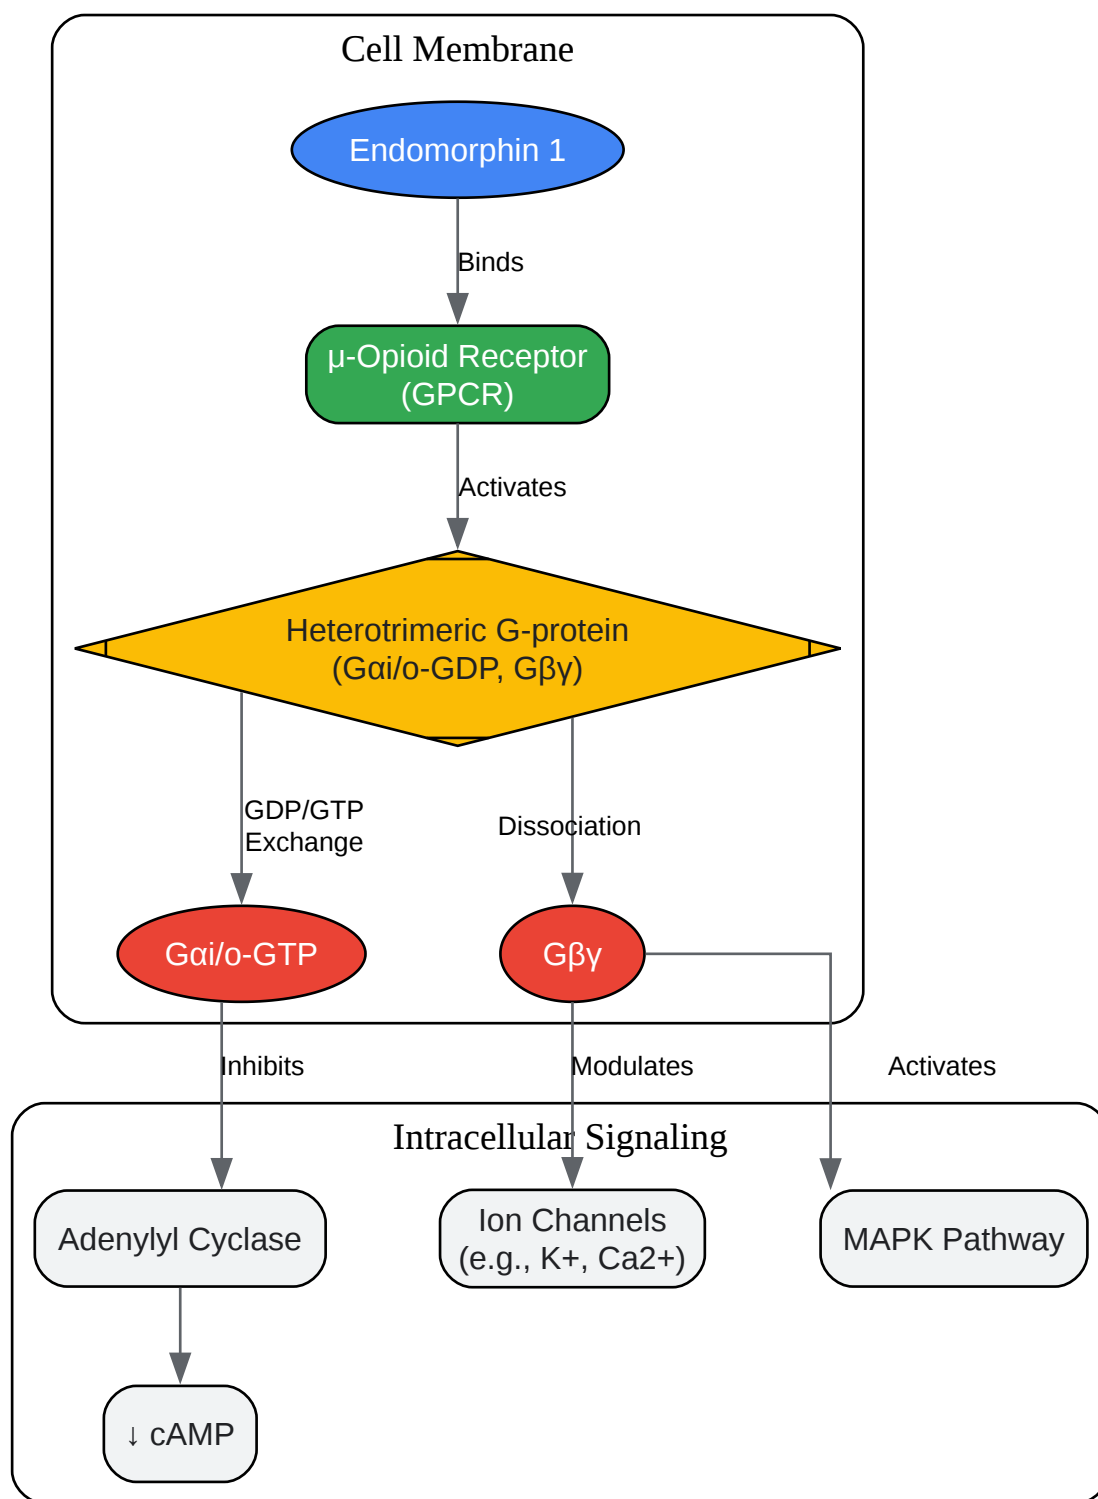 Cell Membrane
Endomorphin 1
Binds
μ-Opioid Receptor
(GPCR)
Activates
Heterotrimeric G-protein
(Gαi/o-GDP, Gβγ)
GDP/GTP
Exchange
Dissociation
Gαi/o-GTP
Gβγ
Inhibits
Modulates
Activates
Intracellular Signaling
Adenylyl Cyclase
Ion Channels
(e.g., K+, Ca2+)
MAPK Pathway
↓ cAMP